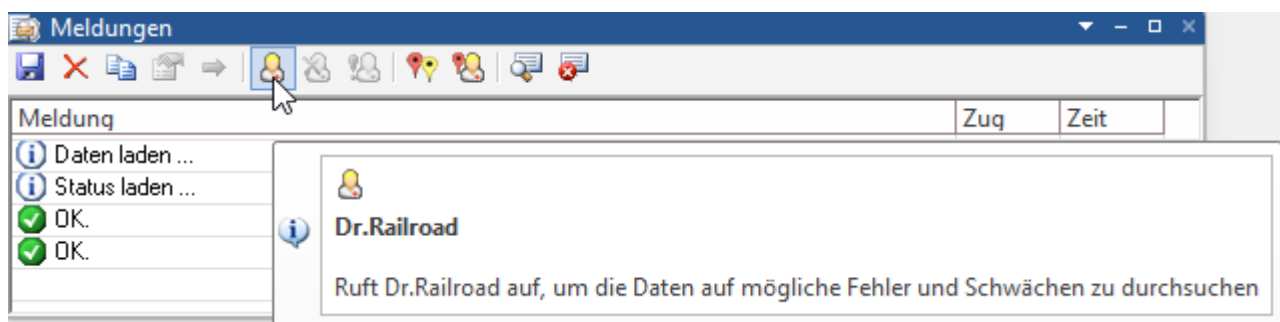 Meldungen
Meldung Zug Zeit
Daten laden ...
Status laden ...
OK.
OK.
Dr.Railroad
Ruft Dr.Railroad auf, um die Daten auf mögliche Fehler und Schwächen zu durchsuchen